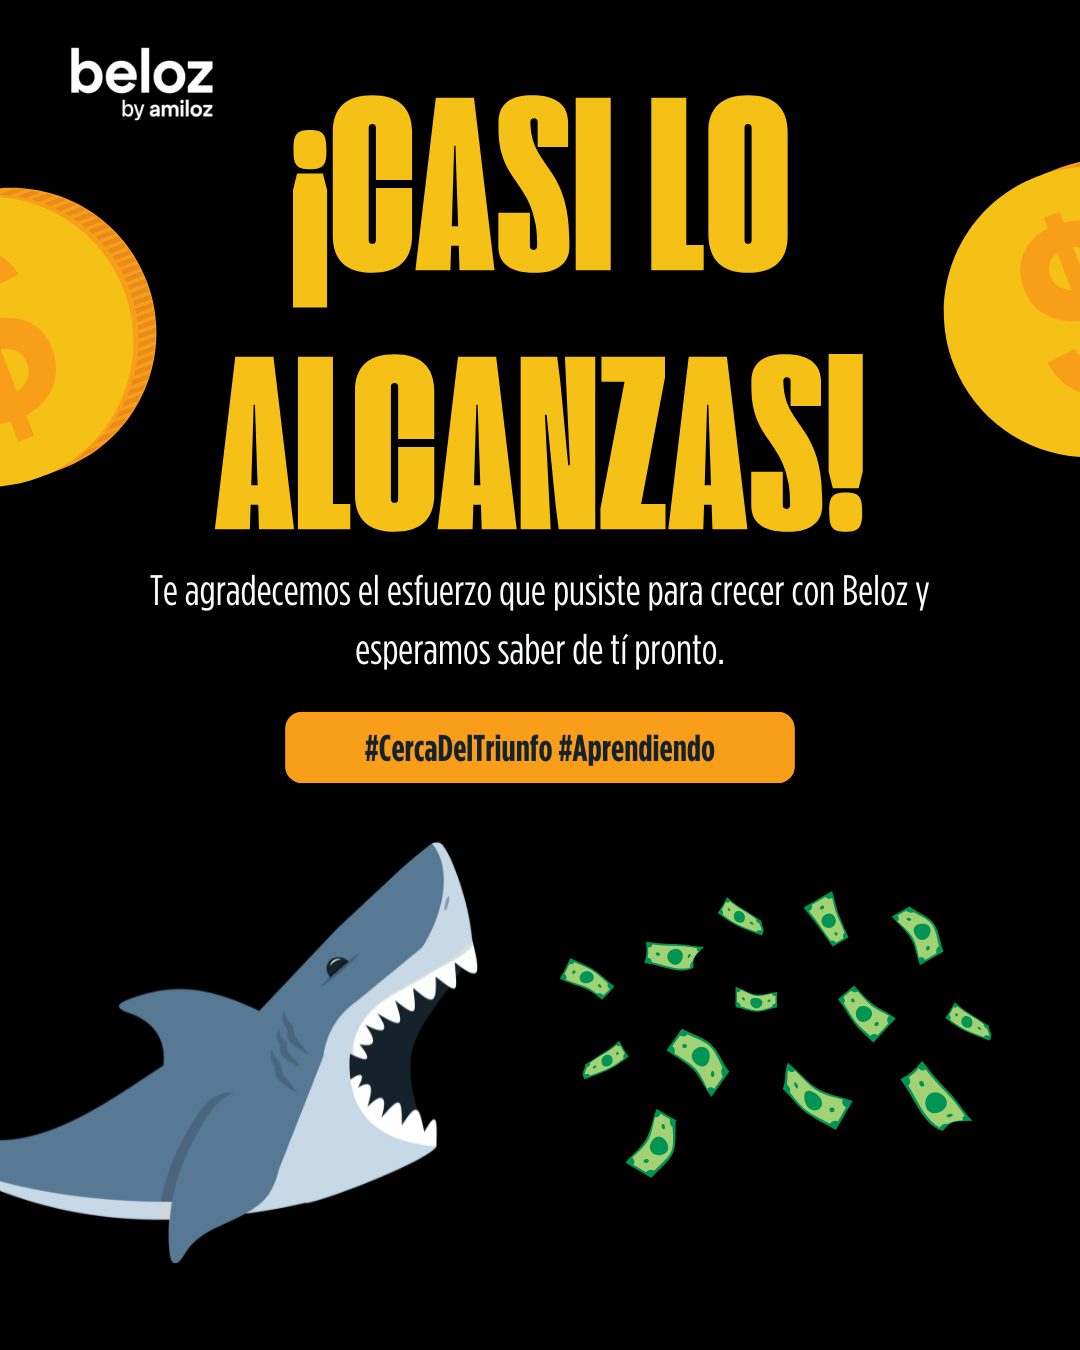 beloz
by amiloz
¡CASI LO
ALCANZAS!
Te agradecemos el esfuerzo que pusiste para crecer con Beloz y
esperamos saber de tí pronto.
#CercaDelTriunfo #Aprendiendo